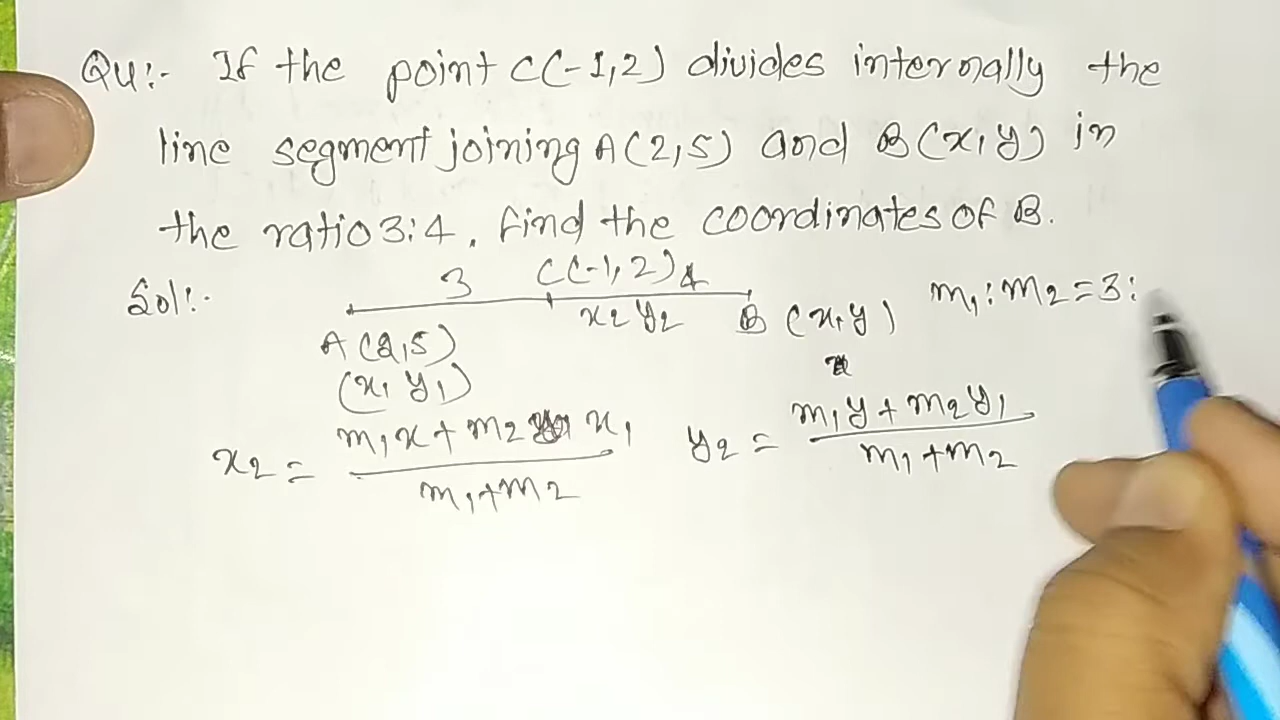 Qu:- If the point C(-1,2) divides internally the
line segment joining A(2,5) and B(x,y) in
the ratio 3:4. Find the coordinates of B.
Sol:- 3 C(-1,2) 4 m₁:m₂=3:
x₂ y₂ B (x,y)
A(2,5)
(x₁ y₁)
x₂ = (m₁x + m₂ x₁)/(m₁+m₂) y₂ = (m₁y + m₂y₁)/(m₁+m₂)